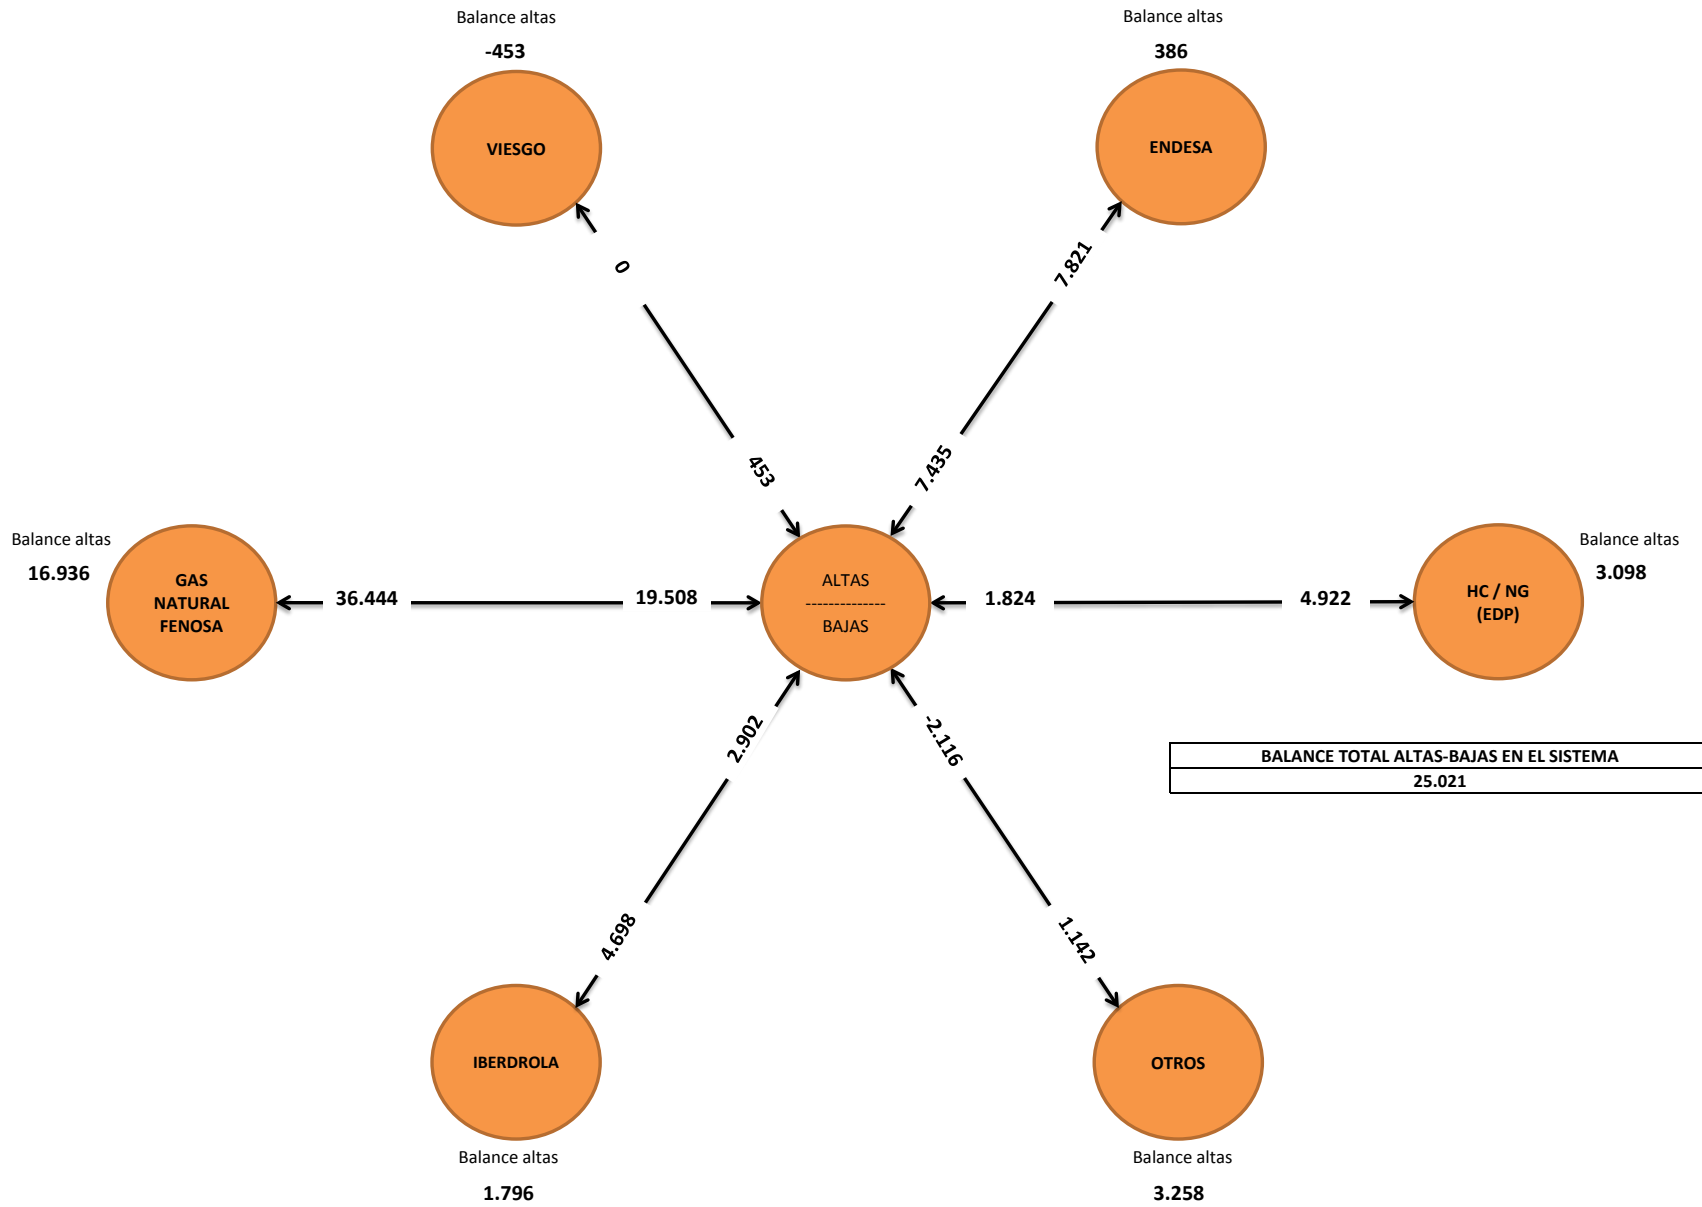 Balance altas
-453
VIESGO
Balance altas
386
ENDESA
0
7.821
453
7.435
Balance altas
16.936
GAS
NATURAL
FENOSA
36.444
19.508
ALTAS
--------------
BAJAS
1.824
4.922
HC / NG
(EDP)
Balance altas
3.098
2.902
-2.116
BALANCE TOTAL ALTAS-BAJAS EN EL SISTEMA
25.021
4.698
1.142
IBERDROLA
Balance altas
1.796
OTROS
Balance altas
3.258